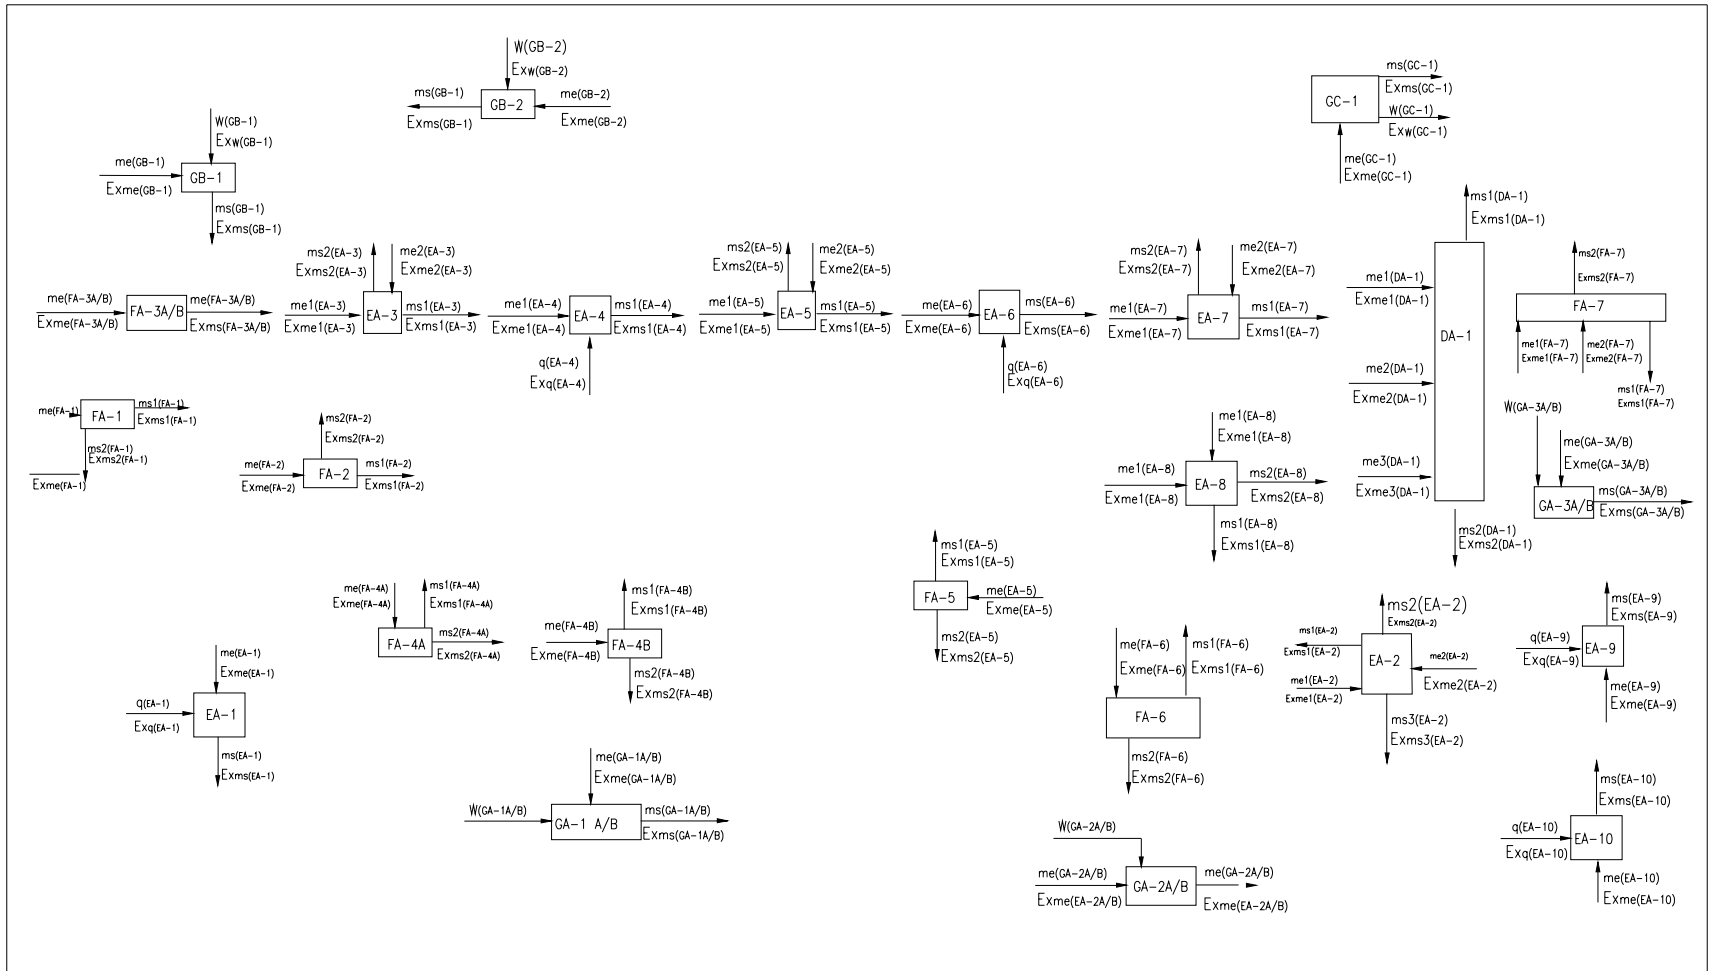 W(GB-2)
Exw(GB-2)
ms(GB-1)
Exms(GB-1)
GB-2
me(GB-2)
Exme(GB-2)
ms(GC-1)
Exms(GC-1)
GC-1
W(GC-1)
Exw(GC-1)
me(GC-1)
Exme(GC-1)
W(GB-1)
Exw(GB-1)
me(GB-1)
Exme(GB-1)
GB-1
ms(GB-1)
Exms(GB-1)
me(FA-3A/B)
Exme(FA-3A/B)
FA-3A/B
me(FA-3A/B)
Exms(FA-3A/B)
ms2(EA-3)
Exms2(EA-3)
me2(EA-3)
Exme2(EA-3)
me1(EA-3)
Exme1(EA-3)
EA-3
ms1(EA-3)
Exms1(EA-3)
me1(EA-4)
Exme1(EA-4)
EA-4
ms1(EA-4)
Exms1(EA-4)
q(EA-4)
Exq(EA-4)
ms2(EA-5)
Exms2(EA-5)
me2(EA-5)
Exme2(EA-5)
me1(EA-5)
Exme1(EA-5)
EA-5
ms1(EA-5)
Exms1(EA-5)
me(EA-6)
Exme(EA-6)
EA-6
ms(EA-6)
Exms(EA-6)
q(EA-6)
Exq(EA-6)
ms2(EA-7)
Exms2(EA-7)
me2(EA-7)
Exme2(EA-7)
me1(EA-7)
Exme1(EA-7)
EA-7
ms1(EA-7)
Exms1(EA-7)
ms1(DA-1)
Exms1(DA-1)
me1(DA-1)
Exme1(DA-1)
DA-1
me2(DA-1)
Exme2(DA-1)
me3(DA-1)
Exme3(DA-1)
ms2(DA-1)
Exms2(DA-1)
ms2(FA-7)
Exms2(FA-7)
FA-7
me1(FA-7)
Exme1(FA-7)
me2(FA-7)
Exme2(FA-7)
ms1(FA-7)
Exms1(FA-7)
me(FA-1)
FA-1
ms1(FA-1)
Exms1(FA-1)
ms2(FA-1)
Exms2(FA-1)
Exme(FA-1)
ms2(FA-2)
Exms2(FA-2)
me(FA-2)
Exme(FA-2)
FA-2
ms1(FA-2)
Exms1(FA-2)
me1(EA-8)
Exme1(EA-8)
me1(EA-8)
Exme1(EA-8)
EA-8
ms2(EA-8)
Exms2(EA-8)
ms1(EA-8)
Exms1(EA-8)
W(GA-3A/B)
me(GA-3A/B)
Exme(GA-3A/B)
GA-3A/B
ms(GA-3A/B)
Exms(GA-3A/B)
me(FA-4A)
Exme(FA-4A)
ms1(FA-4A)
Exms1(FA-4A)
FA-4A
ms2(FA-4A)
Exms2(FA-4A)
ms1(FA-4B)
Exms1(FA-4B)
me(FA-4B)
Exme(FA-4B)
FA-4B
ms2(FA-4B)
Exms2(FA-4B)
ms1(EA-5)
Exms1(EA-5)
FA-5
me(EA-5)
Exme(EA-5)
ms2(EA-5)
Exms2(EA-5)
me(FA-6)
Exme(FA-6)
ms1(FA-6)
Exms1(FA-6)
FA-6
ms2(FA-6)
Exms2(FA-6)
ms2(EA-2)
Exms2(EA-2)
ms1(EA-2)
Exms1(EA-2)
EA-2
me2(EA-2)
Exme2(EA-2)
me1(EA-2)
Exme1(EA-2)
ms3(EA-2)
Exms3(EA-2)
ms(EA-9)
Exms(EA-9)
q(EA-9)
Exq(EA-9)
EA-9
me(EA-9)
Exme(EA-9)
me(EA-1)
Exme(EA-1)
q(EA-1)
Exq(EA-1)
EA-1
ms(EA-1)
Exms(EA-1)
me(GA-1A/B)
Exme(GA-1A/B)
W(GA-1A/B)
GA-1 A/B
ms(GA-1A/B)
Exms(GA-1A/B)
W(GA-2A/B)
me(GA-2A/B)
Exme(EA-2A/B)
GA-2A/B
me(GA-2A/B)
Exme(EA-2A/B)
ms(EA-10)
Exms(EA-10)
q(EA-10)
Exq(EA-10)
EA-10
me(EA-10)
Exme(EA-10)